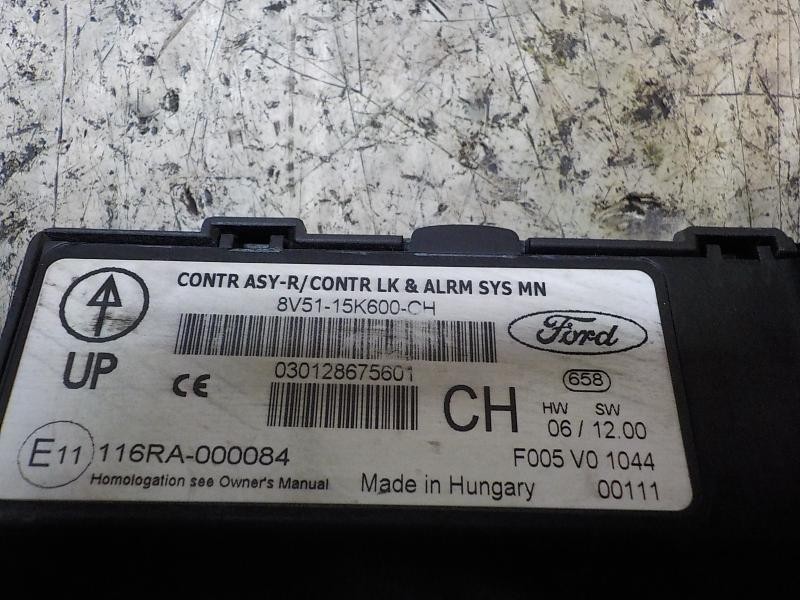 CONTR ASY-R/CONTR LK & ALRM SYS MN
8V51-15K600-CH
Ford
UP
CE
030128675601
CH
658
HW SW
06 / 12.00
E11 116RA-000084
F005 V0 1044
Homologation see Owner's Manual
Made in Hungary
00111